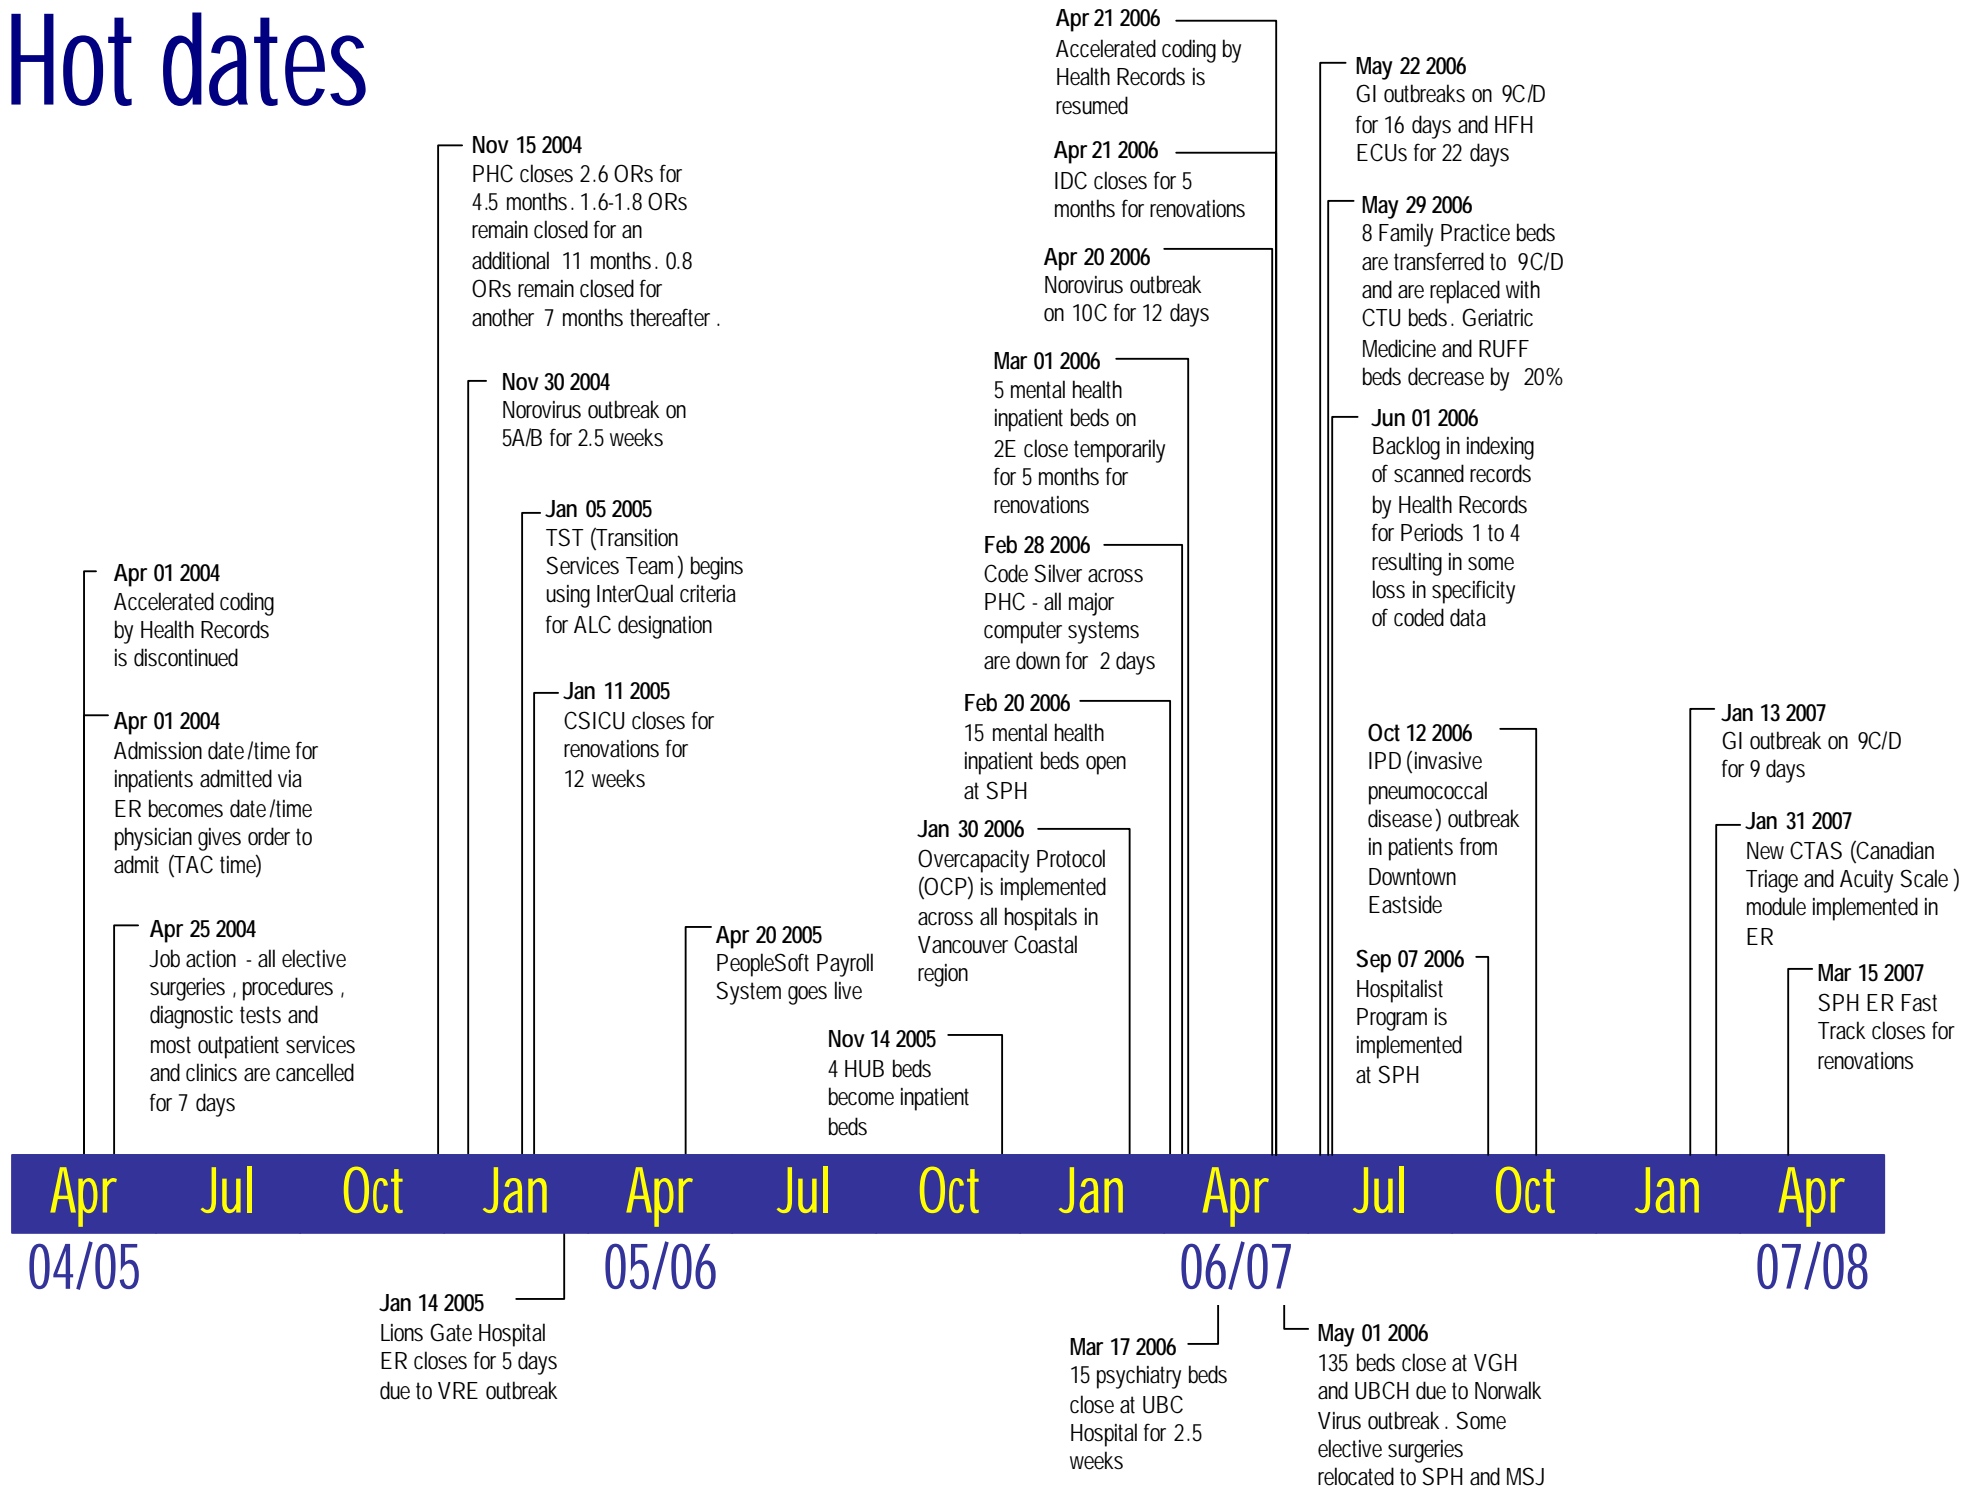 Hot dates
Apr 01 2004
Accelerated coding
by Health Records
is discontinued
Apr 01 2004
Admission date/time for
inpatients admitted via
ER becomes date/time
physician gives order to
admit (TAC time)
Apr 25 2004
Job action - all elective
surgeries, procedures,
diagnostic tests and
most outpatient services
and clinics are cancelled
for 7 days
Nov 15 2004
PHC closes 2.6 ORs for
4.5 months. 1.6-1.8 ORs
remain closed for an
additional 11 months. 0.8
ORs remain closed for
another 7 months thereafter.
Nov 30 2004
Norovirus outbreak on
5A/B for 2.5 weeks
Jan 05 2005
TST (Transition
Services Team) begins
using InterQual criteria
for ALC designation
Jan 11 2005
CSICU closes for
renovations for
12 weeks
Apr 20 2005
PeopleSoft Payroll
System goes live
Nov 14 2005
4 HUB beds
become inpatient
beds
Jan 30 2006
Overcapacity Protocol
(OCP) is implemented
across all hospitals in
Vancouver Coastal
region
Feb 20 2006
15 mental health
inpatient beds open
at SPH
Feb 28 2006
Code Silver across
PHC - all major
computer systems
are down for 2 days
Mar 01 2006
5 mental health
inpatient beds on
2E close temporarily
for 5 months for
renovations
Apr 20 2006
Norovirus outbreak
on 10C for 12 days
Apr 21 2006
IDC closes for 5
months for renovations
Apr 21 2006
Accelerated coding by
Health Records is
resumed
May 22 2006
GI outbreaks on 9C/D
for 16 days and HFH
ECUs for 22 days
May 29 2006
8 Family Practice beds
are transferred to 9C/D
and are replaced with
CTU beds. Geriatric
Medicine and RUFF
beds decrease by 20%
Jun 01 2006
Backlog in indexing
of scanned records
by Health Records
for Periods 1 to 4
resulting in some
loss in specificity
of coded data
Oct 12 2006
IPD (invasive
pneumococcal
disease) outbreak
in patients from
Downtown
Eastside
Sep 07 2006
Hospitalist
Program is
implemented
at SPH
Jan 13 2007
GI outbreak on 9C/D
for 9 days
Jan 31 2007
New CTAS (Canadian
Triage and Acuity Scale)
module implemented in
ER
Mar 15 2007
SPH ER Fast
Track closes for
renovations
Apr Jul Oct Jan Apr Jul Oct Jan Apr Jul Oct Jan Apr
04/05 05/06 06/07 07/08
Jan 14 2005
Lions Gate Hospital
ER closes for 5 days
due to VRE outbreak
Mar 17 2006
15 psychiatry beds
close at UBC
Hospital for 2.5
weeks
May 01 2006
135 beds close at VGH
and UBCH due to Norwalk
Virus outbreak. Some
elective surgeries
relocated to SPH and MSJ